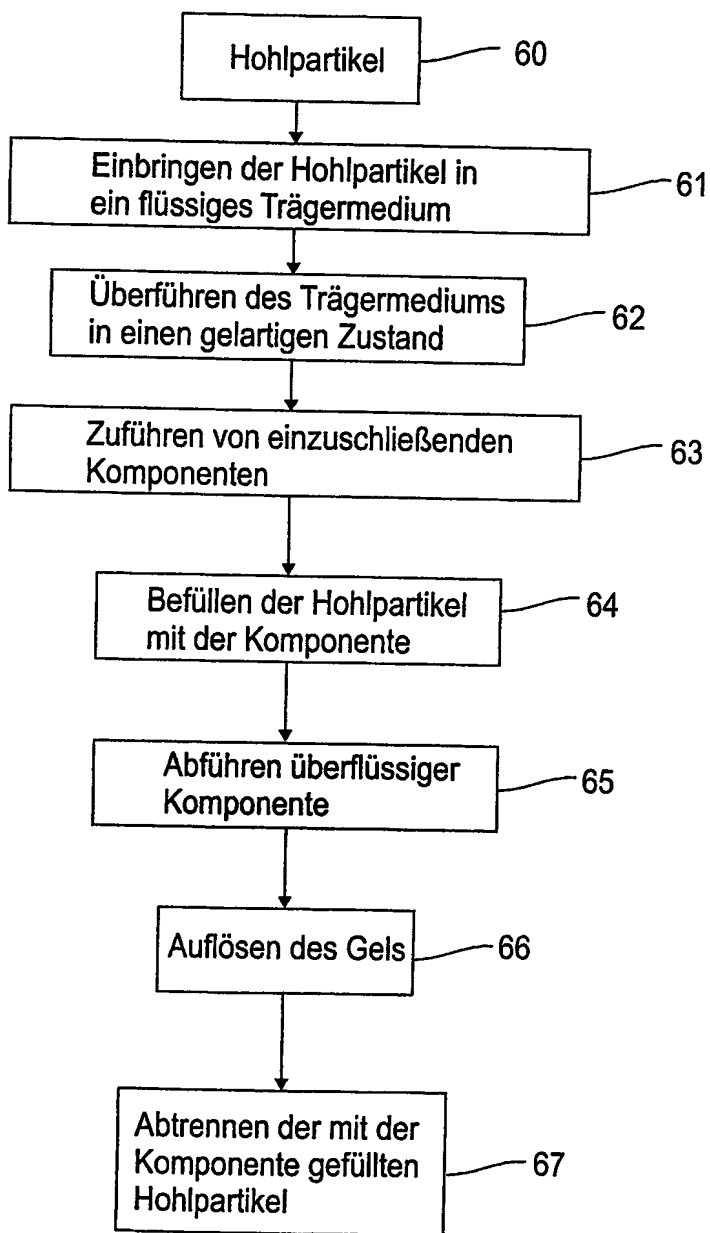 Hohlpartikel
60
Einbringen der Hohlpartikel in
ein flüssiges Trägermedium
61
Überführen des Trägermediums
in einen gelartigen Zustand
62
Zuführen von einzuschließenden
Komponenten
63
Befüllen der Hohlpartikel
mit der Komponente
64
Abführen überflüssiger
Komponente
65
Auflösen des Gels
66
Abtrennen der mit der
Komponente gefüllten
Hohlpartikel
67